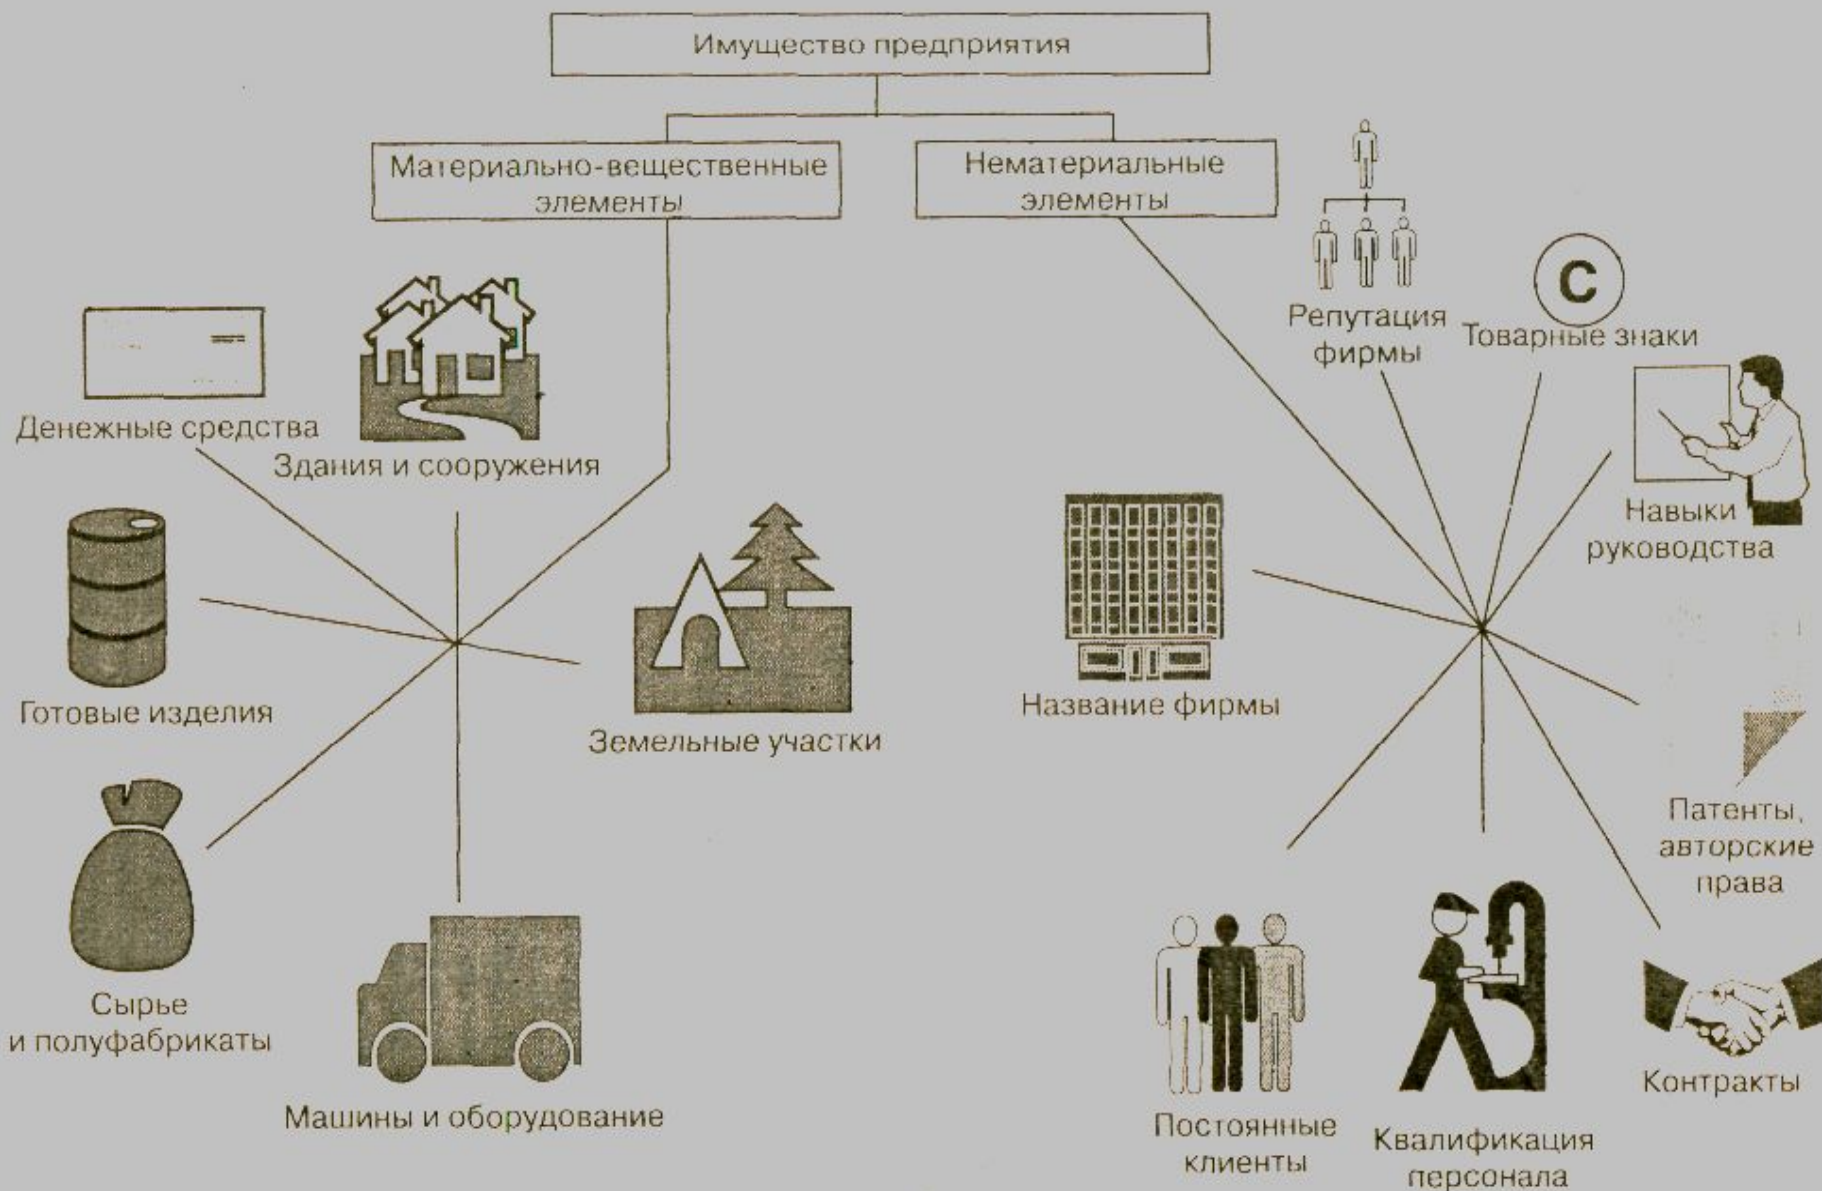 Имущество предприятия
Материально-вещественные
элементы
Нематериальные
элементы
Денежные средства
Здания и сооружения
Готовые изделия
Земельные участки
Сырье
и полуфабрикаты
Машины и оборудование
Репутация
фирмы
C
Товарные знаки
Навыки
руководства
Название фирмы
Патенты,
авторские
права
Постоянные
клиенты
Квалификация
персонала
Контракты